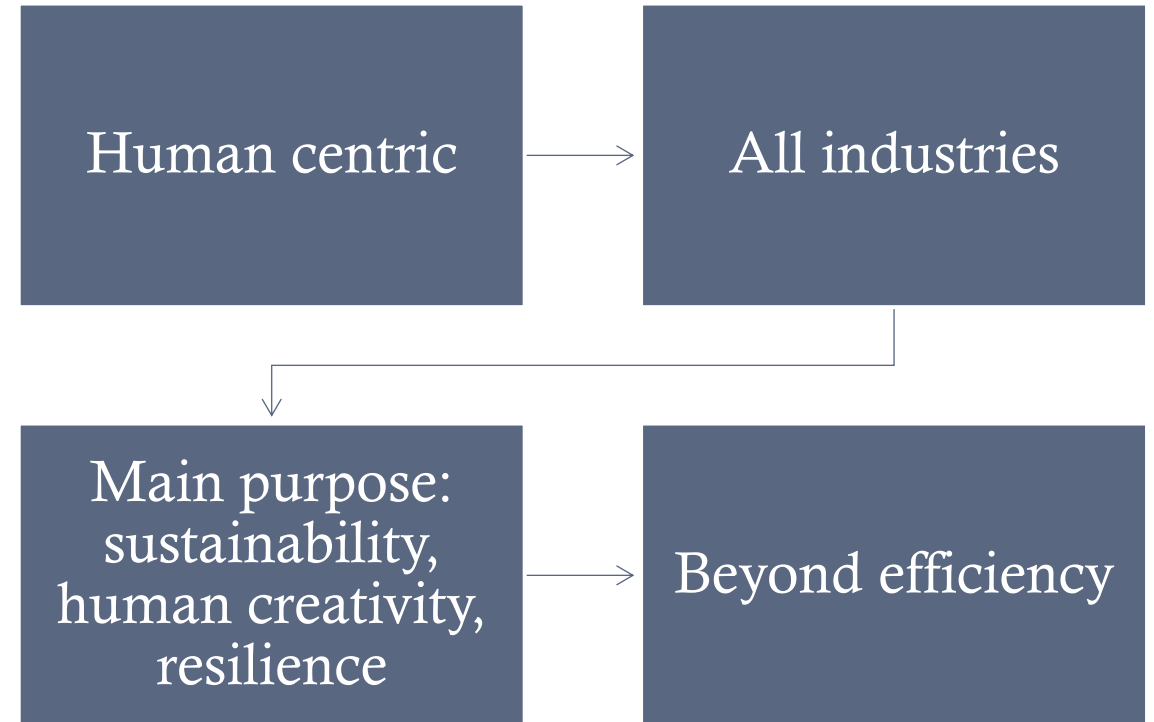 Human centric
All industries
Main purpose:
sustainability,
human creativity,
resilience
Beyond efficiency